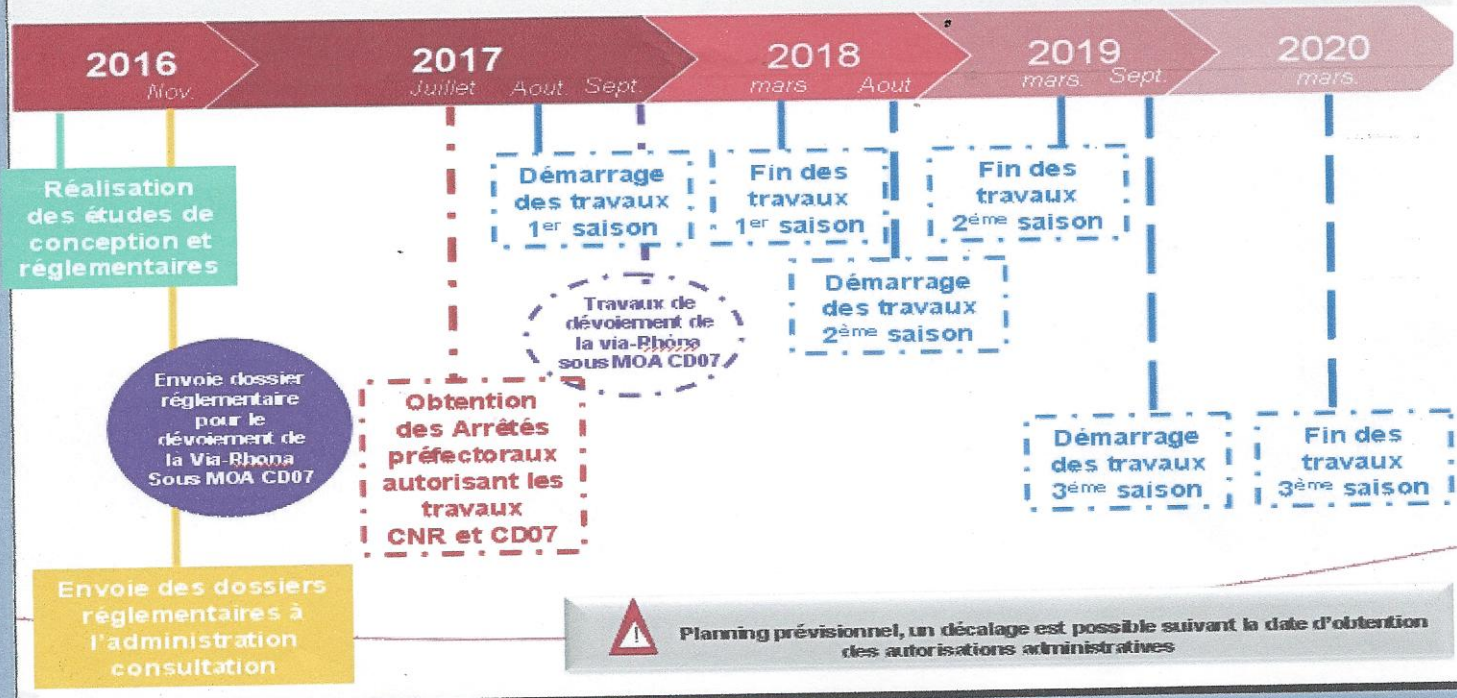 2016
Nov.
2017
Juillet Aout Sept.
2018
mars Aout
2019
mars. Sept.
2020
mars.
Réalisation
des études de
conception et
réglementaires
Démarrage
des travaux
1er saison
Fin des
travaux
1er saison
Fin des
travaux
2éme saison
Démarrage
des travaux
2ème saison
Travaux de
dévoiement de
la via-Rhôna
sous MOA CD07
Envoie dossier
réglementaire
pour le
dévoiement de
la Via-Rhona
Sous MOA CD07
Obtention
des Arrêtés
préfectoraux
autorisant les
travaux
CNR et CD07
Démarrage
des travaux
3éme saison
Fin des
travaux
3ème saison
Envoie des dossiers
réglementaires à
l'administration
consultation
Planning prévisionnel, un décalage est possible suivant la date d'obtention
des autorisations administratives